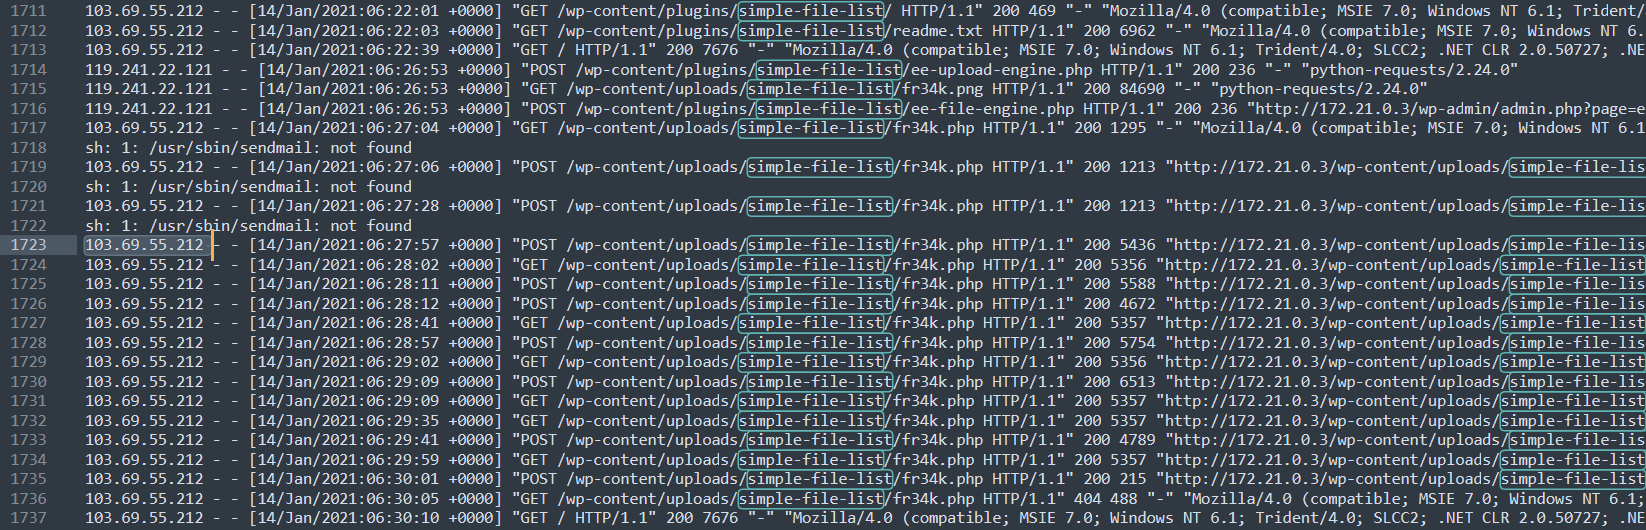 1711 103.69.55.212 - - [14/Jan/2021:06:22:01 +0000] "GET /wp-content/plugins/simple-file-list/ HTTP/1.1" 200 469 "-" "Mozilla/4.0 (compatible; MSIE 7.0; Windows NT 6.1; Trident/
1712 103.69.55.212 - - [14/Jan/2021:06:22:03 +0000] "GET /wp-content/plugins/simple-file-list/readme.txt HTTP/1.1" 200 6962 "-" "Mozilla/4.0 (compatible; MSIE 7.0; Windows NT 6.
1713 103.69.55.212 - - [14/Jan/2021:06:22:39 +0000] "GET / HTTP/1.1" 200 7676 "-" "Mozilla/4.0 (compatible; MSIE 7.0; Windows NT 6.1; Trident/4.0; SLCC2; .NET CLR 2.0.50727; .NE
1714 119.241.22.121 - - [14/Jan/2021:06:26:53 +0000] "POST /wp-content/plugins/simple-file-list/ee-upload-engine.php HTTP/1.1" 200 236 "-" "python-requests/2.24.0"
1715 119.241.22.121 - - [14/Jan/2021:06:26:53 +0000] "GET /wp-content/uploads/simple-file-list/fr34k.png HTTP/1.1" 200 84690 "-" "python-requests/2.24.0"
1716 119.241.22.121 - - [14/Jan/2021:06:26:53 +0000] "POST /wp-content/plugins/simple-file-list/ee-file-engine.php HTTP/1.1" 200 236 "http://172.21.0.3/wp-admin/admin.php?page=e
1717 103.69.55.212 - - [14/Jan/2021:06:27:04 +0000] "GET /wp-content/uploads/simple-file-list/fr34k.php HTTP/1.1" 200 1295 "-" "Mozilla/4.0 (compatible; MSIE 7.0; Windows NT 6.1
1718 sh: 1: /usr/sbin/sendmail: not found
1719 103.69.55.212 - - [14/Jan/2021:06:27:06 +0000] "POST /wp-content/uploads/simple-file-list/fr34k.php HTTP/1.1" 200 1213 "http://172.21.0.3/wp-content/uploads/simple-file-lis
1720 sh: 1: /usr/sbin/sendmail: not found
1721 103.69.55.212 - - [14/Jan/2021:06:27:28 +0000] "POST /wp-content/uploads/simple-file-list/fr34k.php HTTP/1.1" 200 1213 "http://172.21.0.3/wp-content/uploads/simple-file-lis
1722 sh: 1: /usr/sbin/sendmail: not found
1723 103.69.55.212 - - [14/Jan/2021:06:27:57 +0000] "POST /wp-content/uploads/simple-file-list/fr34k.php HTTP/1.1" 200 5436 "http://172.21.0.3/wp-content/uploads/simple-file-lis
1724 103.69.55.212 - - [14/Jan/2021:06:28:02 +0000] "GET /wp-content/uploads/simple-file-list/fr34k.php HTTP/1.1" 200 5356 "http://172.21.0.3/wp-content/uploads/simple-file-list
1725 103.69.55.212 - - [14/Jan/2021:06:28:11 +0000] "POST /wp-content/uploads/simple-file-list/fr34k.php HTTP/1.1" 200 5588 "http://172.21.0.3/wp-content/uploads/simple-file-lis
1726 103.69.55.212 - - [14/Jan/2021:06:28:12 +0000] "POST /wp-content/uploads/simple-file-list/fr34k.php HTTP/1.1" 200 4672 "http://172.21.0.3/wp-content/uploads/simple-file-lis
1727 103.69.55.212 - - [14/Jan/2021:06:28:41 +0000] "GET /wp-content/uploads/simple-file-list/fr34k.php HTTP/1.1" 200 5357 "http://172.21.0.3/wp-content/uploads/simple-file-list
1728 103.69.55.212 - - [14/Jan/2021:06:28:57 +0000] "POST /wp-content/uploads/simple-file-list/fr34k.php HTTP/1.1" 200 5754 "http://172.21.0.3/wp-content/uploads/simple-file-lis
1729 103.69.55.212 - - [14/Jan/2021:06:29:02 +0000] "GET /wp-content/uploads/simple-file-list/fr34k.php HTTP/1.1" 200 5356 "http://172.21.0.3/wp-content/uploads/simple-file-list
1730 103.69.55.212 - - [14/Jan/2021:06:29:09 +0000] "POST /wp-content/uploads/simple-file-list/fr34k.php HTTP/1.1" 200 6513 "http://172.21.0.3/wp-content/uploads/simple-file-lis
1731 103.69.55.212 - - [14/Jan/2021:06:29:09 +0000] "GET /wp-content/uploads/simple-file-list/fr34k.php HTTP/1.1" 200 5357 "http://172.21.0.3/wp-content/uploads/simple-file-list
1732 103.69.55.212 - - [14/Jan/2021:06:29:35 +0000] "GET /wp-content/uploads/simple-file-list/fr34k.php HTTP/1.1" 200 5357 "http://172.21.0.3/wp-content/uploads/simple-file-list
1733 103.69.55.212 - - [14/Jan/2021:06:29:41 +0000] "POST /wp-content/uploads/simple-file-list/fr34k.php HTTP/1.1" 200 4789 "http://172.21.0.3/wp-content/uploads/simple-file-lis
1734 103.69.55.212 - - [14/Jan/2021:06:29:59 +0000] "GET /wp-content/uploads/simple-file-list/fr34k.php HTTP/1.1" 200 5357 "http://172.21.0.3/wp-content/uploads/simple-file-list
1735 103.69.55.212 - - [14/Jan/2021:06:30:01 +0000] "POST /wp-content/uploads/simple-file-list/fr34k.php HTTP/1.1" 200 215 "http://172.21.0.3/wp-content/uploads/simple-file-list
1736 103.69.55.212 - - [14/Jan/2021:06:30:05 +0000] "GET /wp-content/uploads/simple-file-list/fr34k.php HTTP/1.1" 404 488 "-" "Mozilla/4.0 (compatible; MSIE 7.0; Windows NT 6.1;
1737 103.69.55.212 - - [14/Jan/2021:06:30:10 +0000] "GET / HTTP/1.1" 200 7676 "-" "Mozilla/4.0 (compatible; MSIE 7.0; Windows NT 6.1; Trident/4.0; SLCC2; .NET CLR 2.0.50727; .NE